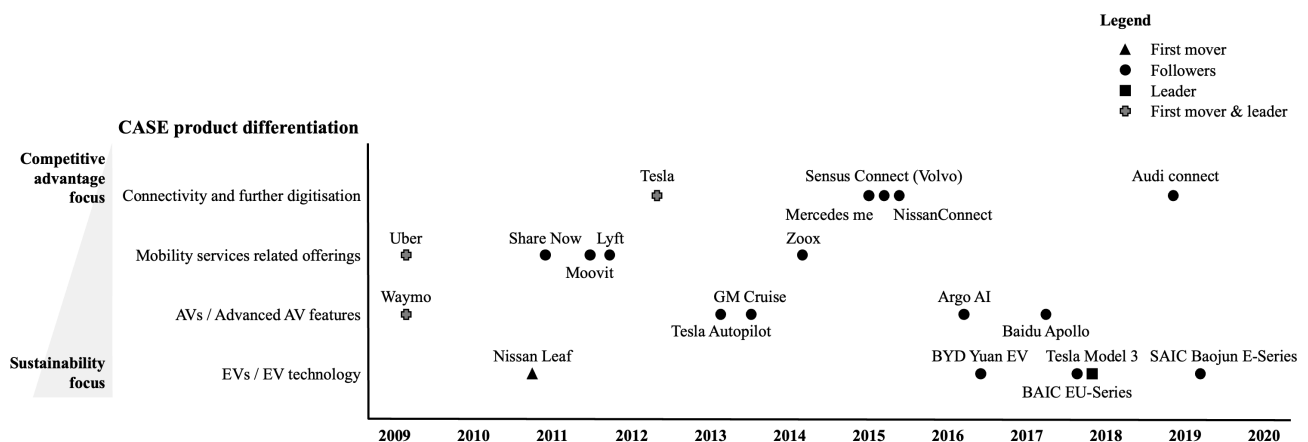 Legend
First mover
Followers
Leader
First mover & leader
CASE product differentiation
Competitive
advantage
focus
Connectivity and further digitisation
Tesla
Sensus Connect (Volvo)
Audi connect
Mercedes me
NissanConnect
Mobility services related offerings
Uber
Share Now
Lyft
Zoox
Moovit
AVs / Advanced AV features
Waymo
GM Cruise
Argo AI
Tesla Autopilot
Baidu Apollo
Sustainability
focus
EVs / EV technology
Nissan Leaf
BYD Yuan EV
Tesla Model 3
SAIC Baojun E-Series
BAIC EU-Series
2009 2010 2011 2012 2013 2014 2015 2016 2017 2018 2019 2020